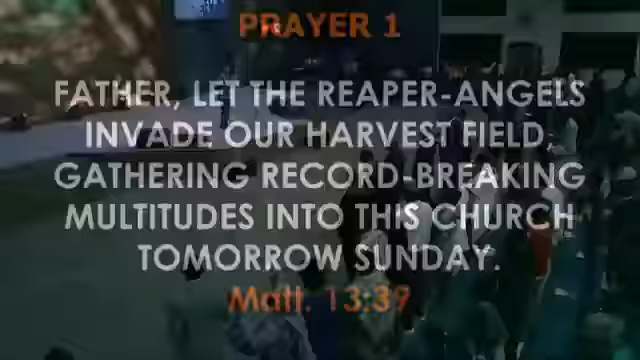 PRAYER 1
FATHER, LET THE REAPER-ANGELS
INVADE OUR HARVEST FIELD,
GATHERING RECORD-BREAKING
MULTITUDES INTO THIS CHURCH
TOMORROW SUNDAY.
Matt. 13:39